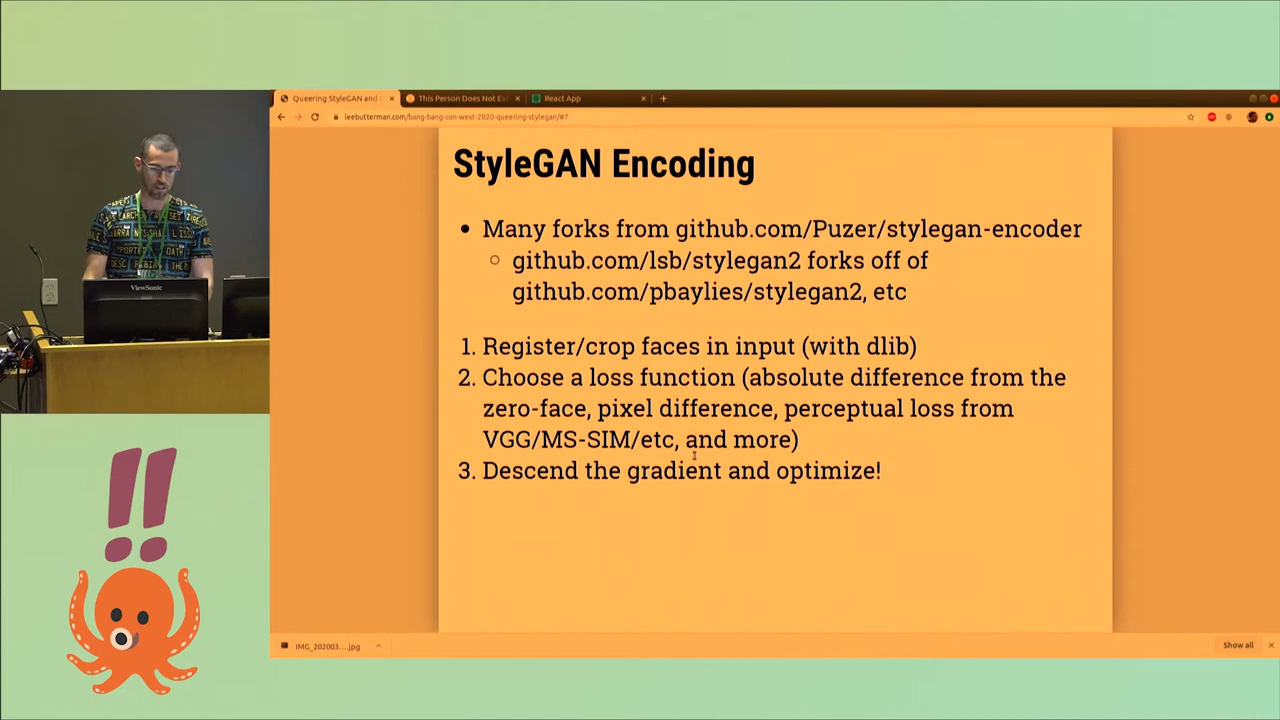 Queering StyleGAN and
This Person Does Not Ex
React App
leebutterman.com/bang-bang-con-west-2020-queering-stylegan/#7
StyleGAN Encoding
• Many forks from github.com/Puzer/stylegan-encoder
○ github.com/lsb/stylegan2 forks off of
github.com/pbaylies/stylegan2, etc
1. Register/crop faces in input (with dlib)
2. Choose a loss function (absolute difference from the
zero-face, pixel difference, perceptual loss from
VGG/MS-SIM/etc, and more)
3. Descend the gradient and optimize!
ViewSonic
!!
IMG_202003....jpg
Show all